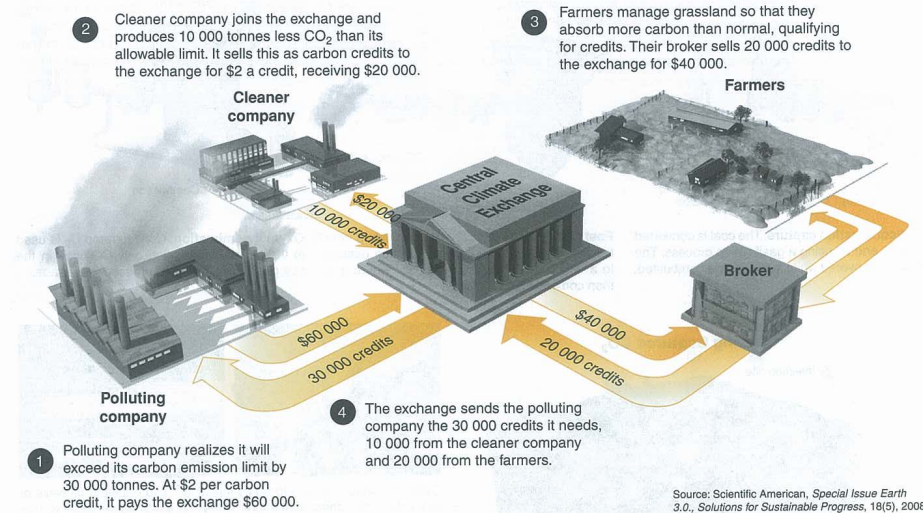 2
Cleaner company joins the exchange and
produces 10 000 tonnes less CO₂ than its
allowable limit. It sells this as carbon credits to
the exchange for $2 a credit, receiving $20 000.
3
Farmers manage grassland so that they
absorb more carbon than normal, qualifying
for credits. Their broker sells 20 000 credits to
the exchange for $40 000.
Cleaner
company
Farmers
Central
Climate
Exchange
$20 000
10 000 credits
Broker
$60 000
30 000 credits
$40 000
20 000 credits
Polluting
company
4
The exchange sends the polluting
company the 30 000 credits it needs,
10 000 from the cleaner company
and 20 000 from the farmers.
1
Polluting company realizes it will
exceed its carbon emission limit by
30 000 tonnes. At $2 per carbon
credit, it pays the exchange $60 000.
Source: Scientific American, Special Issue Earth
3.0., Solutions for Sustainable Progress, 18(5), 2008